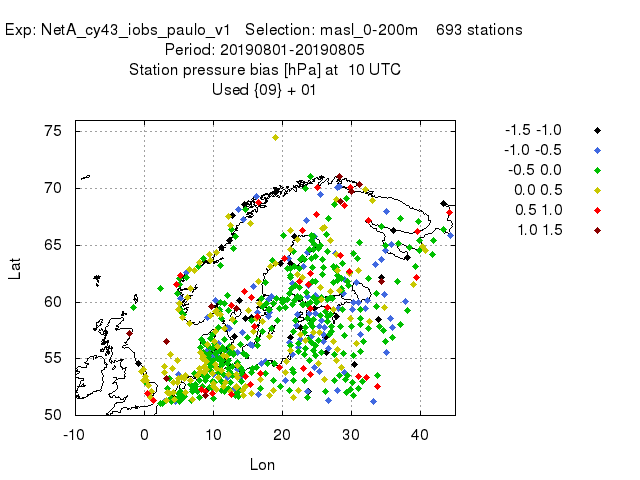 Exp: NetA_cy43_iobs_paulo_v1 Selection: masl_0-200m 693 stations
Period: 20190801-20190805
Station pressure bias [hPa] at 10 UTC
Used {09} + 01
75
70
65
60
55
50
Lat
-10 0 10 20 30 40
Lon
-1.5 -1.0
-1.0 -0.5
-0.5 0.0
0.0 0.5
0.5 1.0
1.0 1.5